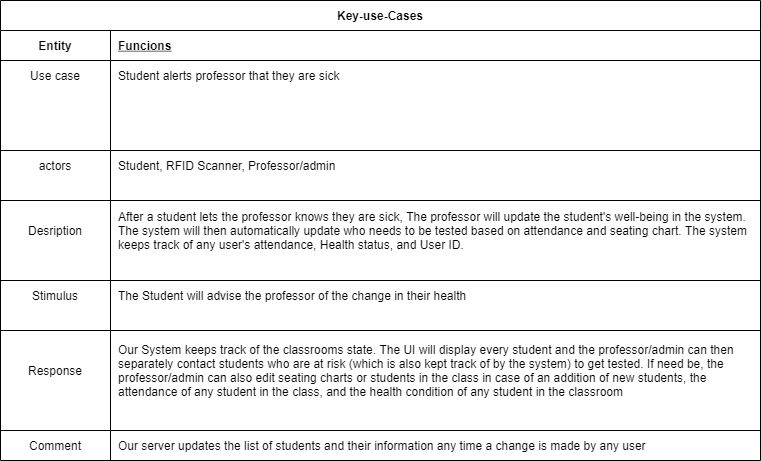 Key-use-Cases
Entity
Funcions
Use case
Student alerts professor that they are sick
actors
Student, RFID Scanner, Professor/admin
Desription
After a student lets the professor knows they are sick, The professor will update the student's well-being in the system.
The system will then automatically update who needs to be tested based on attendance and seating chart. The system
keeps track of any user's attendance, Health status, and User ID.
Stimulus
The Student will advise the professor of the change in their health
Response
Our System keeps track of the classrooms state. The UI will display every student and the professor/admin can then
separately contact students who are at risk (which is also kept track of by the system) to get tested. If need be, the
professor/admin can also edit seating charts or students in the class in case of an addition of new students, the
attendance of any student in the class, and the health condition of any student in the classroom
Comment
Our server updates the list of students and their information any time a change is made by any user